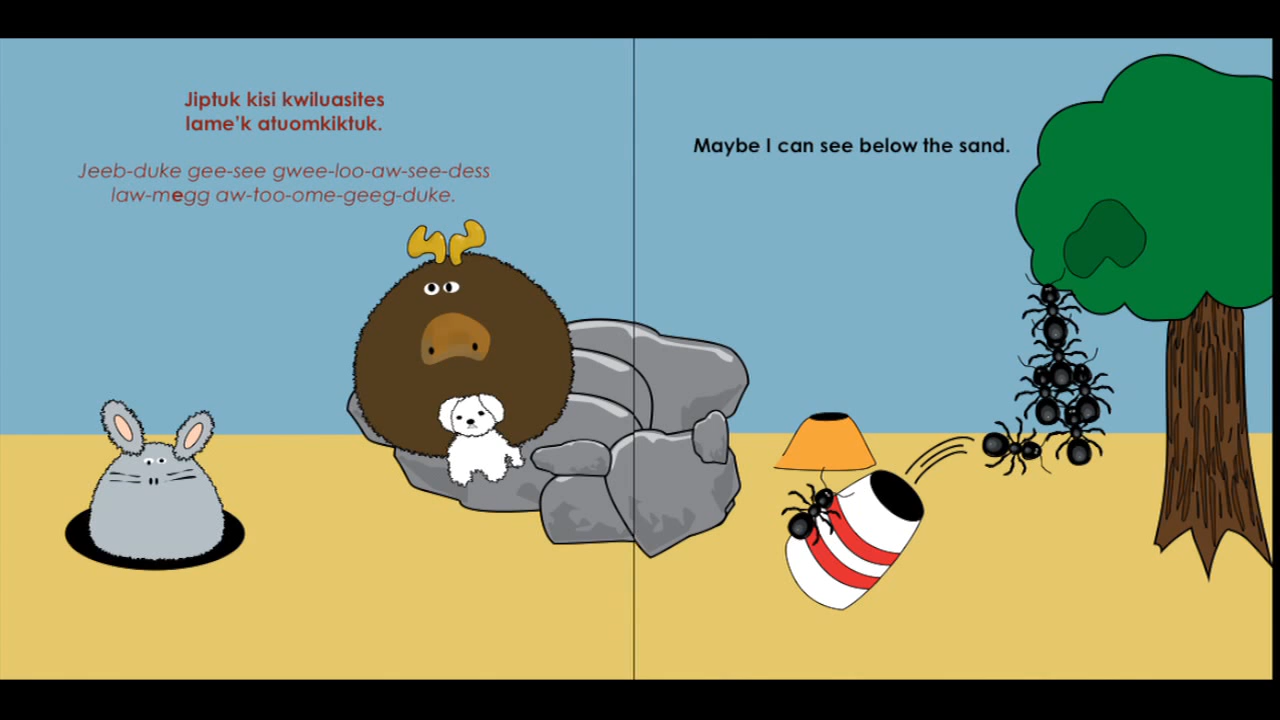 Jiptuk kisi kwiluasites
lame’k atuomkiktuk.
Jeeb-duke gee-see gwee-loo-aw-see-dess
law-megg aw-too-ome-geeg-duke.
Maybe I can see below the sand.